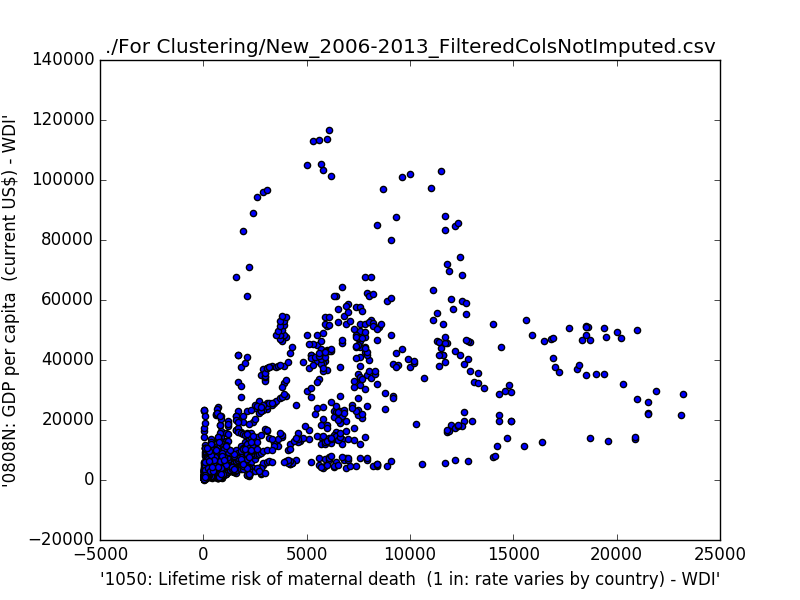 ./For Clustering/New_2006-2013_FilteredColsNotImputed.csv
140000
120000
100000
80000
60000
40000
20000
0
−20000
'0808N: GDP per capita  (current US$) - WDI'
−5000 0 5000 10000 15000 20000 25000
'1050: Lifetime risk of maternal death  (1 in: rate varies by country) - WDI'